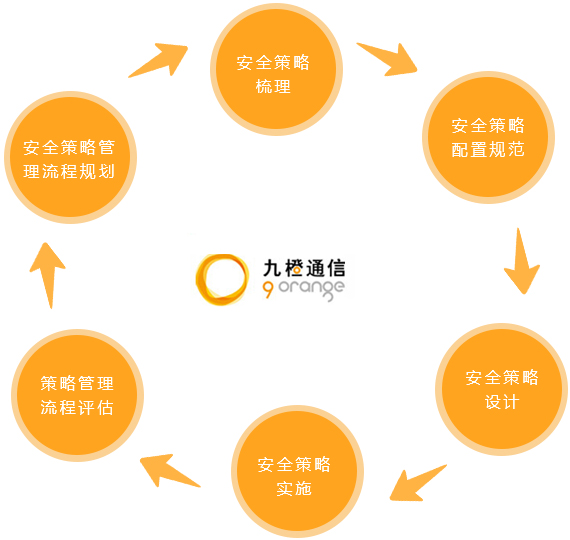 安全策略
梳理
安全策略
配置规范
安全策略
设计
安全策略
实施
策略管理
流程评估
安全策略管
理流程规划
九橙通信
9 orange